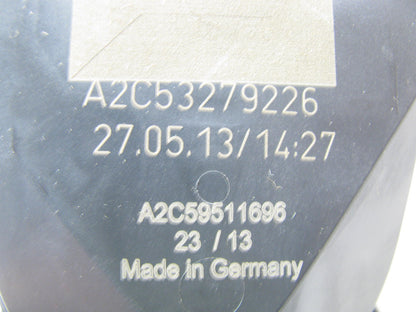 A2C53279226
27.05.13/14:27
A2C59511696
23 / 13
Made in Germany